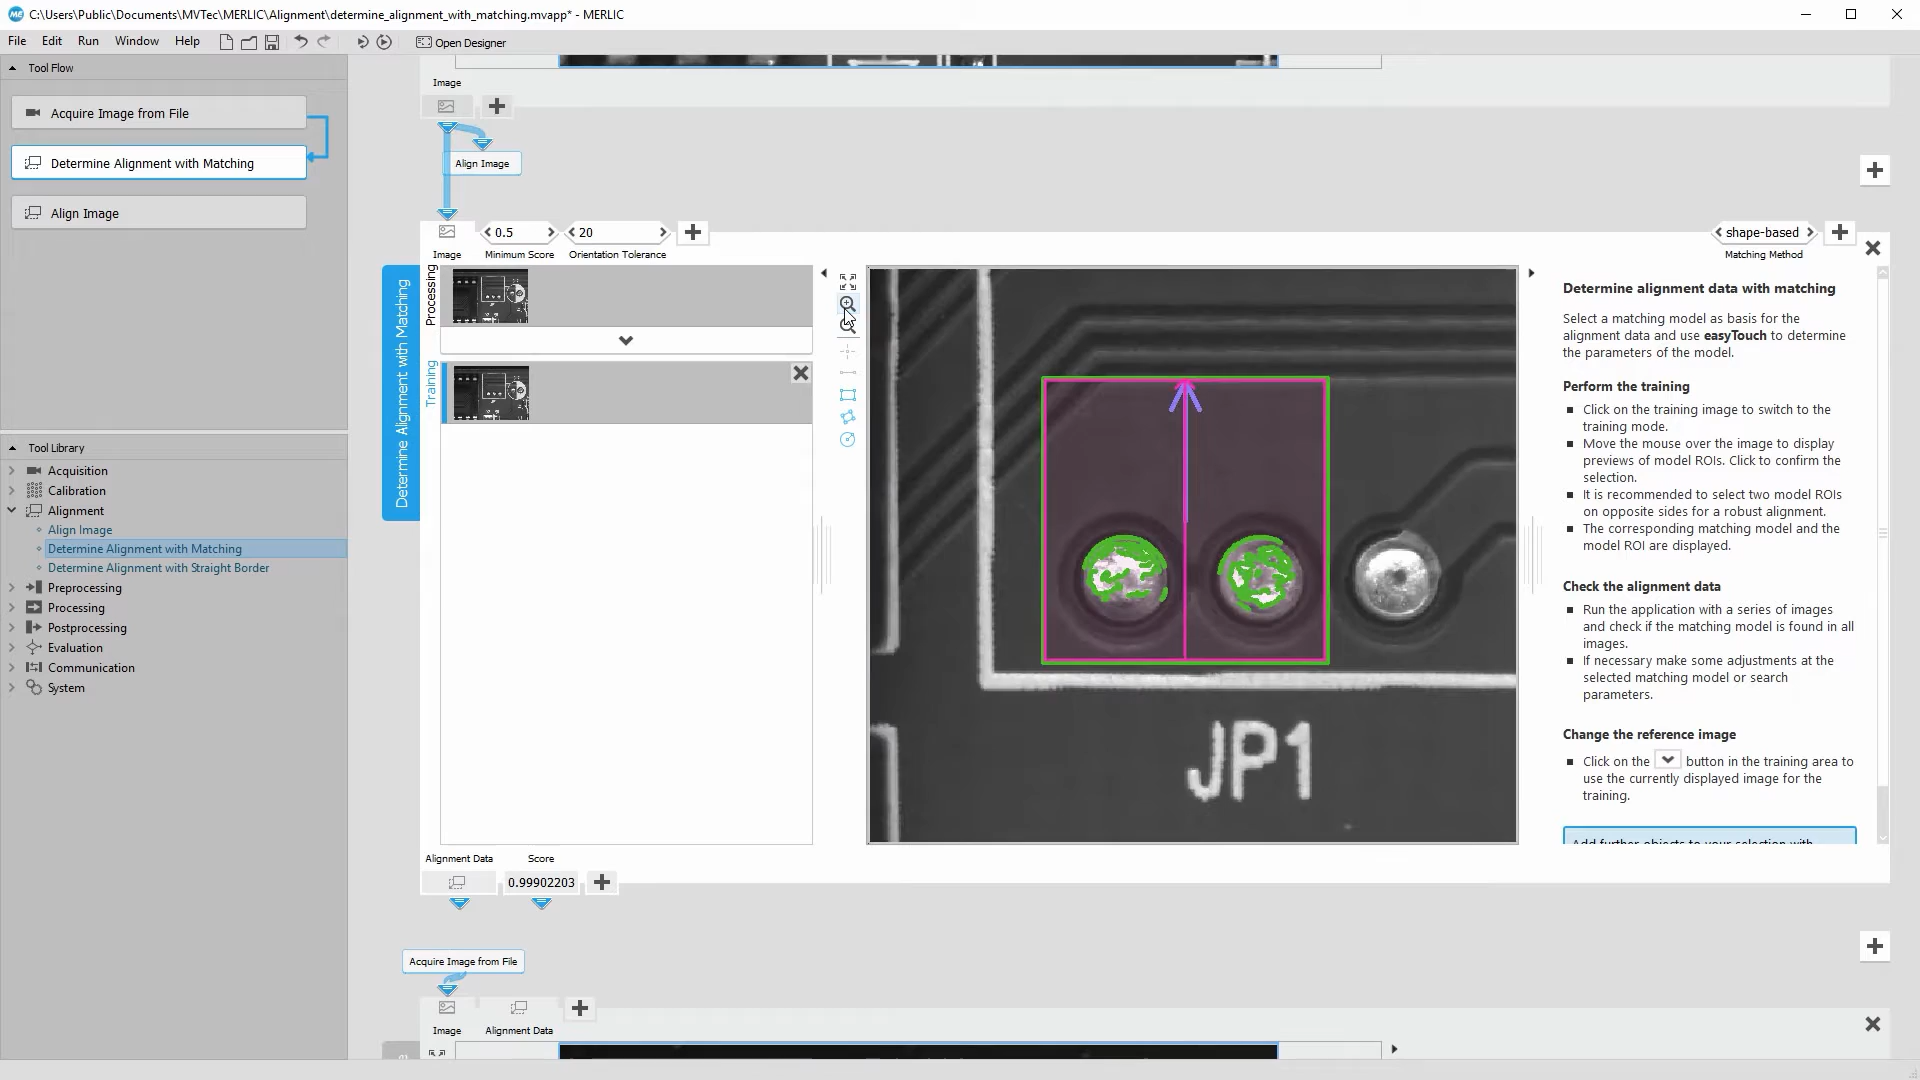 ME C:\Users\Public\Documents\MVTec\MERLIC\Alignment\determine_alignment_with_matching.mvapp* - MERLIC
File Edit Run Window Help Open Designer
Tool Flow
Acquire Image from File
Determine Alignment with Matching
Align Image
Tool Library
Acquisition
Calibration
Alignment
Align Image
Determine Alignment with Matching
Determine Alignment with Straight Border
Preprocessing
Processing
Postprocessing
Evaluation
Communication
System
Image
Align Image
0.5 20
Image Minimum Score Orientation Tolerance
shape-based
Matching Method
Determine Alignment with Matching
Processing
Training
JP1
Determine alignment data with matching
Select a matching model as basis for the
alignment data and use easyTouch to determine
the parameters of the model.
Perform the training
Click on the training image to switch to the
training mode.
Move the mouse over the image to display
previews of model ROIs. Click to confirm the
selection.
It is recommended to select two model ROIs
on opposite sides for a robust alignment.
The corresponding matching model and the
model ROI are displayed.
Check the alignment data
Run the application with a series of images
and check if the matching model is found in all
images.
If necessary make some adjustments at the
selected matching model or search
parameters.
Change the reference image
Click on the button in the training area to
use the currently displayed image for the
training.
Add further objects to your selection with
Alignment Data Score
0.99902203
Acquire Image from File
Image Alignment Data